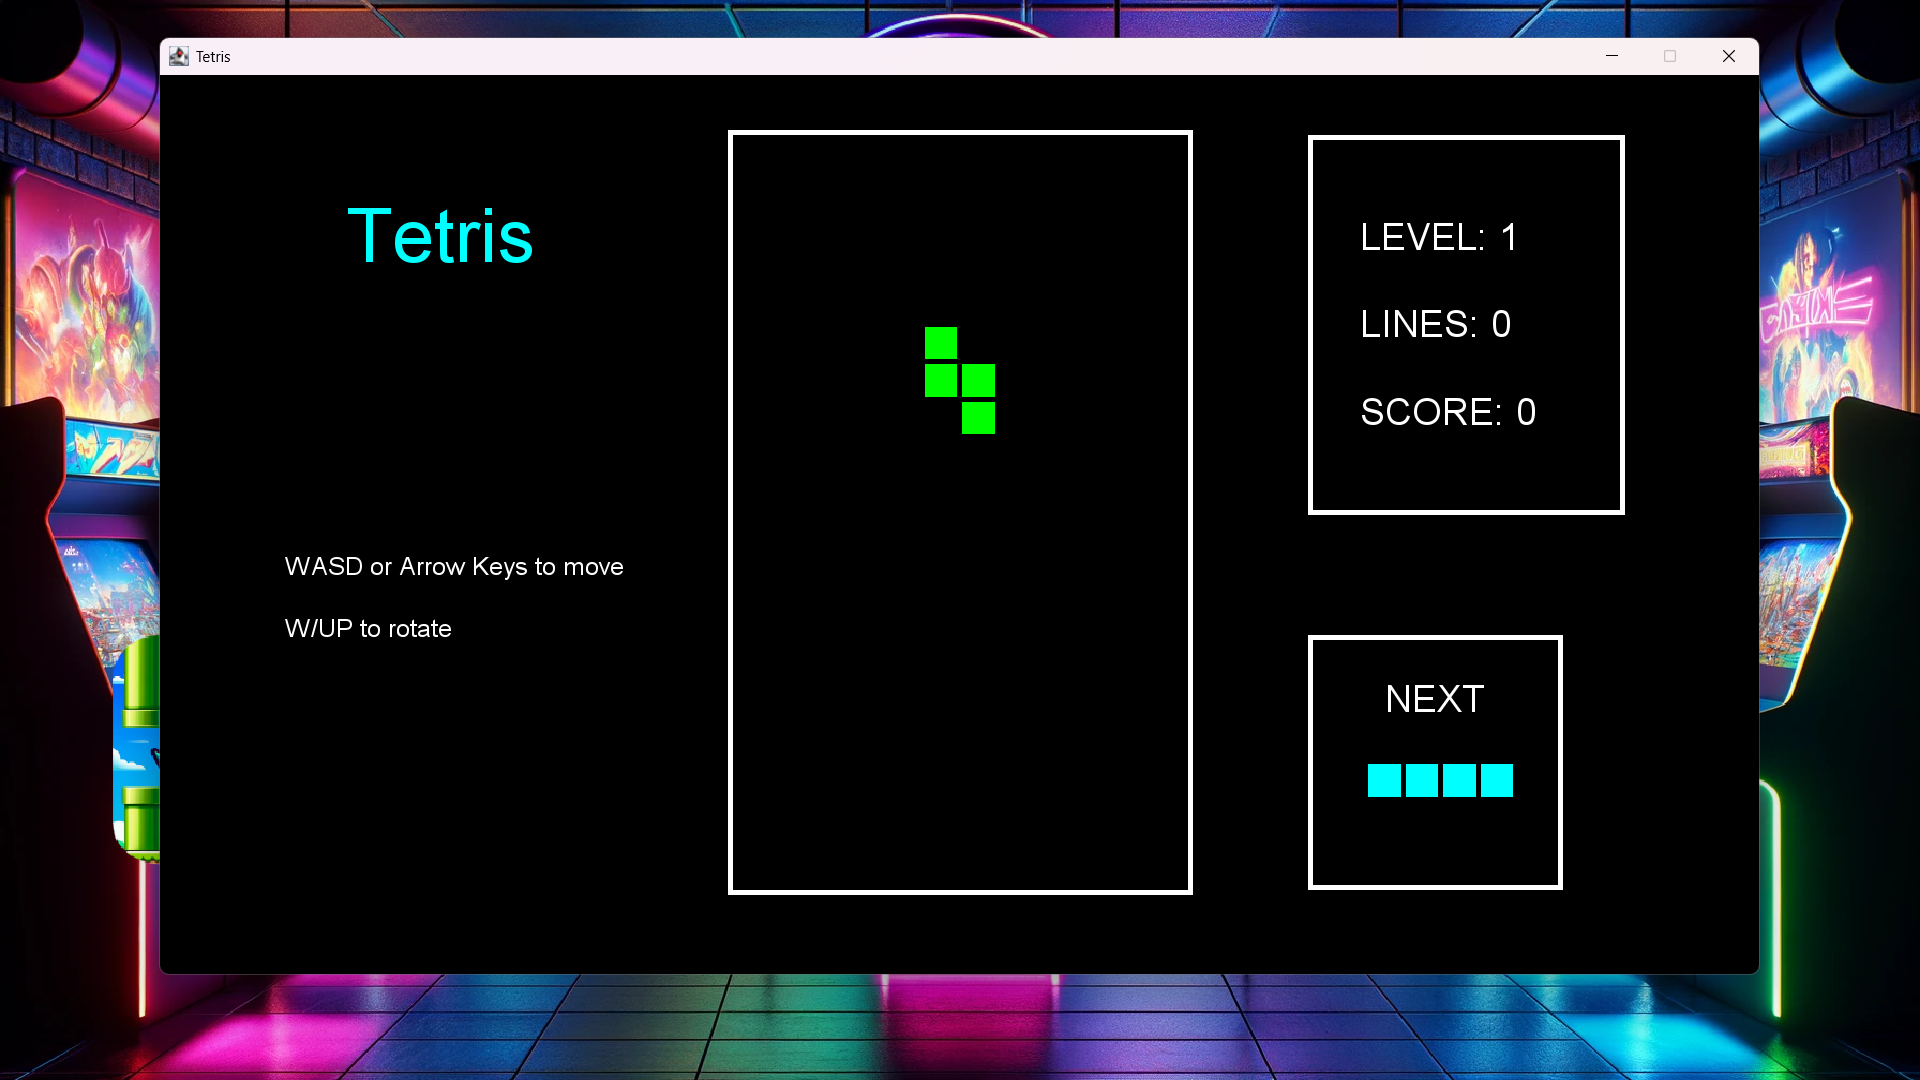 Tetris
Tetris
WASD or Arrow Keys to move
W/UP to rotate
LEVEL: 1
LINES: 0
SCORE: 0
NEXT